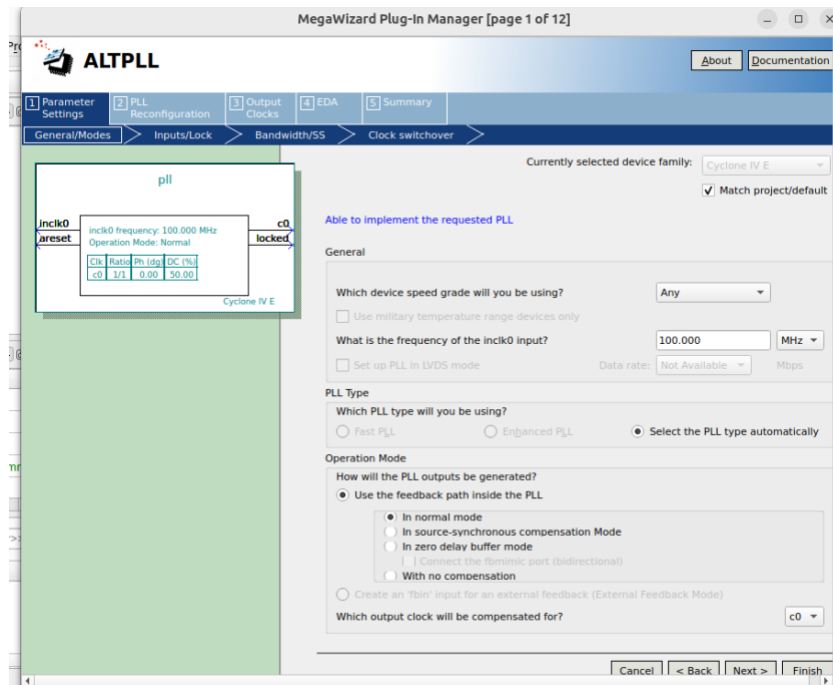 MegaWizard Plug-In Manager [page 1 of 12]
ALTPLL
About
Documentation
1 Parameter Settings
2 PLL Reconfiguration
3 Output Clocks
4 EDA
5 Summary
General/Modes
Inputs/Lock
Bandwidth/SS
Clock switchover
pll
inclk0
areset
c0
locked
inclk0 frequency: 100.000 MHz
Operation Mode: Normal
Clk Ratio Ph (dg) DC (%)
c0 1/1 0.00 50.00
Cyclone IV E
Currently selected device family: Cyclone IV E
Match project/default
Able to implement the requested PLL
General
Which device speed grade will you be using? Any
Use military temperature range devices only
What is the frequency of the inclk0 input? 100.000 MHz
Set up PLL in LVDS mode Data rate: Not Available Mbps
PLL Type
Which PLL type will you be using?
Fast PLL Enhanced PLL Select the PLL type automatically
Operation Mode
How will the PLL outputs be generated?
Use the feedback path inside the PLL
In normal mode
In source-synchronous compensation Mode
In zero delay buffer mode
Connect the fbmimic port (bidirectional)
With no compensation
Create an 'fbin' input for an external feedback (External Feedback Mode)
Which output clock will be compensated for? c0
Cancel < Back Next > Finish